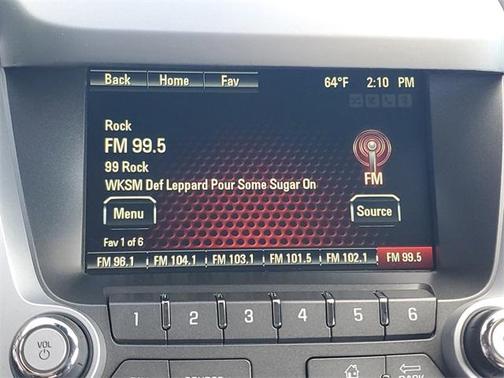 Back Home Fav 64°F 2:10 PM
Rock
FM 99.5
99 Rock
WKSM Def Leppard Pour Some Sugar On
FM
Menu Source
Fav 1 of 6
FM 96.1 FM 104.1 FM 103.1 FM 101.5 FM 102.1 FM 99.5
1 2 3 4 5 6
VOL
BACK